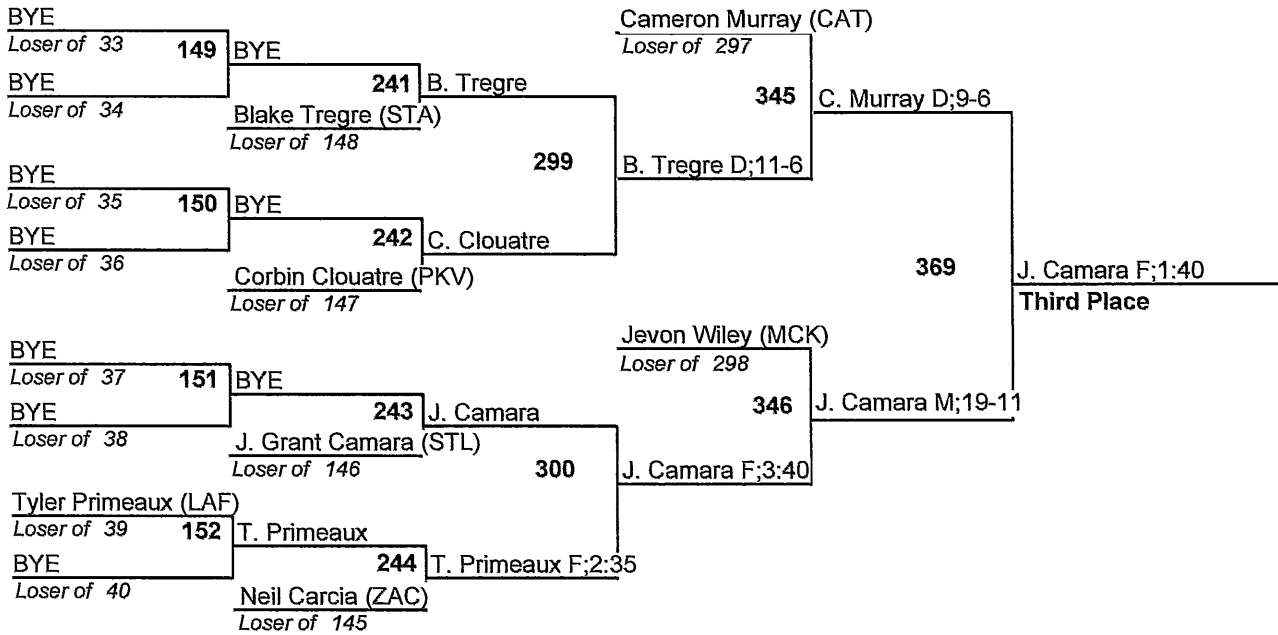 BYE
Loser of 33
149
BYE
BYE
Loser of 34
241
B. Tregre
Blake Tregre (STA)
Loser of 148
299
BYE
Loser of 35
150
BYE
BYE
Loser of 36
242
C. Clouatre
Corbin Clouatre (PKV)
Loser of 147
Cameron Murray (CAT)
Loser of 297
345
C. Murray D;9-6
B. Tregre D;11-6
369
J. Camara F;1:40
Third Place
BYE
Loser of 37
151
BYE
BYE
Loser of 38
243
J. Camara
J. Grant Camara (STL)
Loser of 146
300
J. Camara F;3:40
Tyler Primeaux (LAF)
Loser of 39
152
T. Primeaux
BYE
Loser of 40
244
T. Primeaux F;2:35
Neil Carcia (ZAC)
Loser of 145
Jevon Wiley (MCK)
Loser of 298
346
J. Camara M;19-11